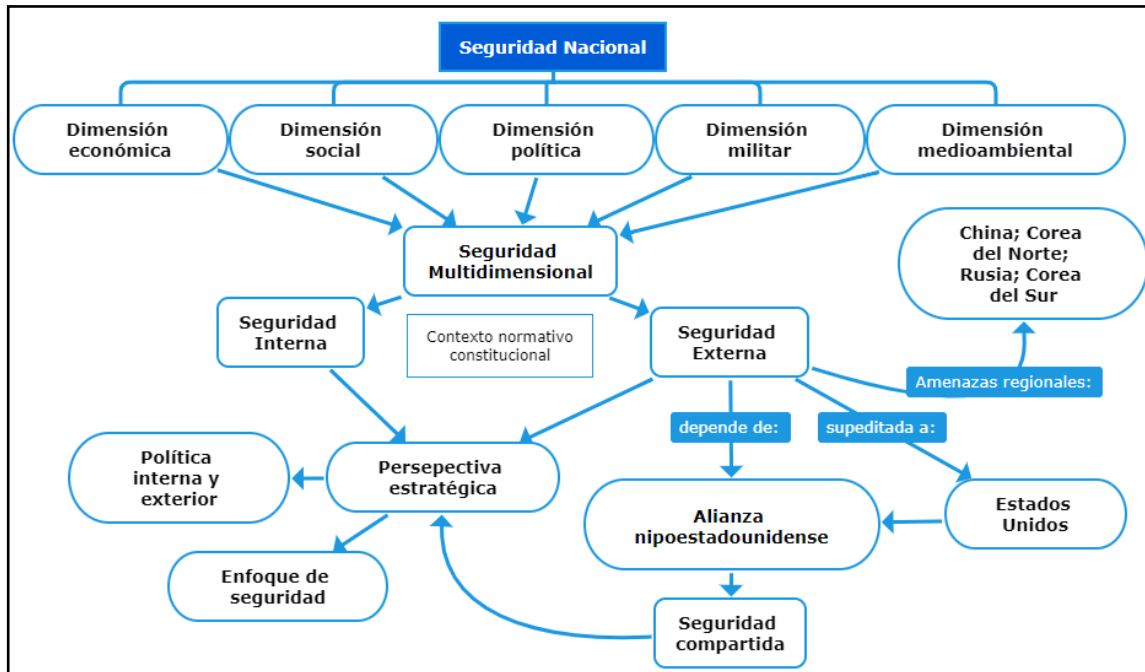 Seguridad Nacional
Dimensión
económica
Dimensión
social
Dimensión
política
Dimensión
militar
Dimensión
medioambiental
Seguridad
Multidimensional
China; Corea
del Norte;
Rusia; Corea
del Sur
Seguridad
Interna
Contexto normativo
constitucional
Seguridad
Externa
Amenazas regionales:
depende de:
supeditada a:
Política
interna y
exterior
Persepectiva
estratégica
Alianza
nipoestadounidense
Estados
Unidos
Enfoque de
seguridad
Seguridad
compartida